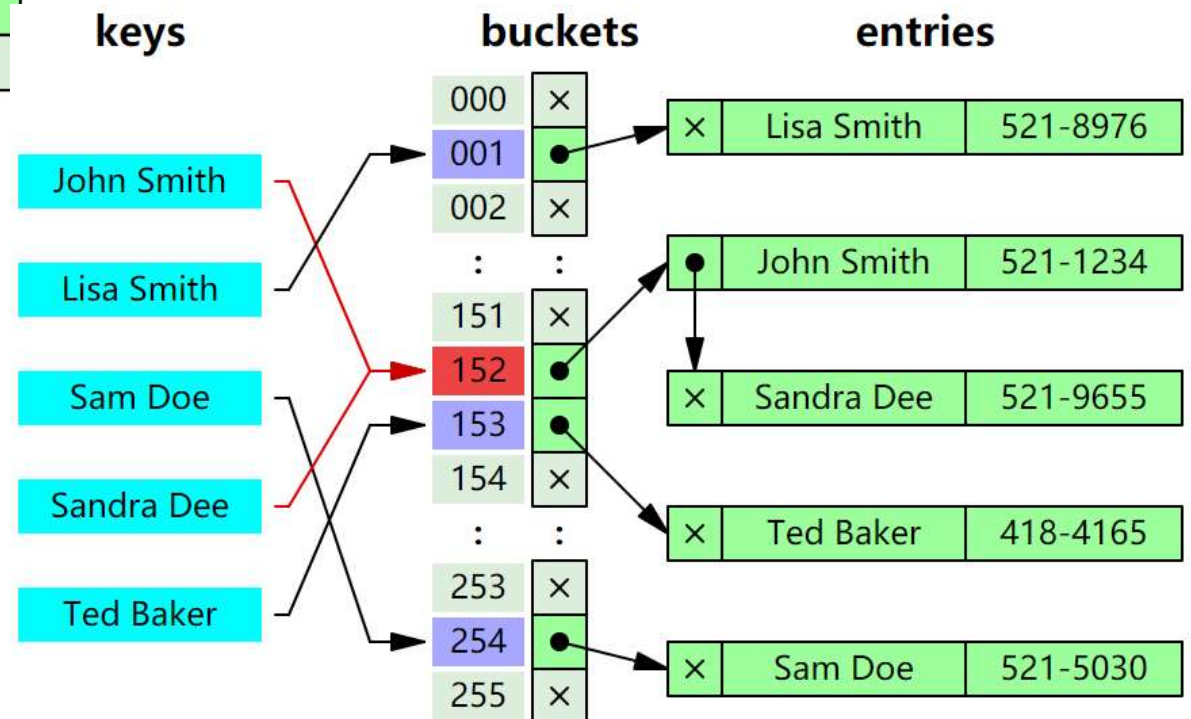 keys buckets entries
John Smith
Lisa Smith
Sam Doe
Sandra Dee
Ted Baker
000 ×
001
002 ×
: :
151 ×
152
153
154 ×
: :
253 ×
254
255 ×
× Lisa Smith 521-8976
John Smith 521-1234
× Sandra Dee 521-9655
× Ted Baker 418-4165
× Sam Doe 521-5030